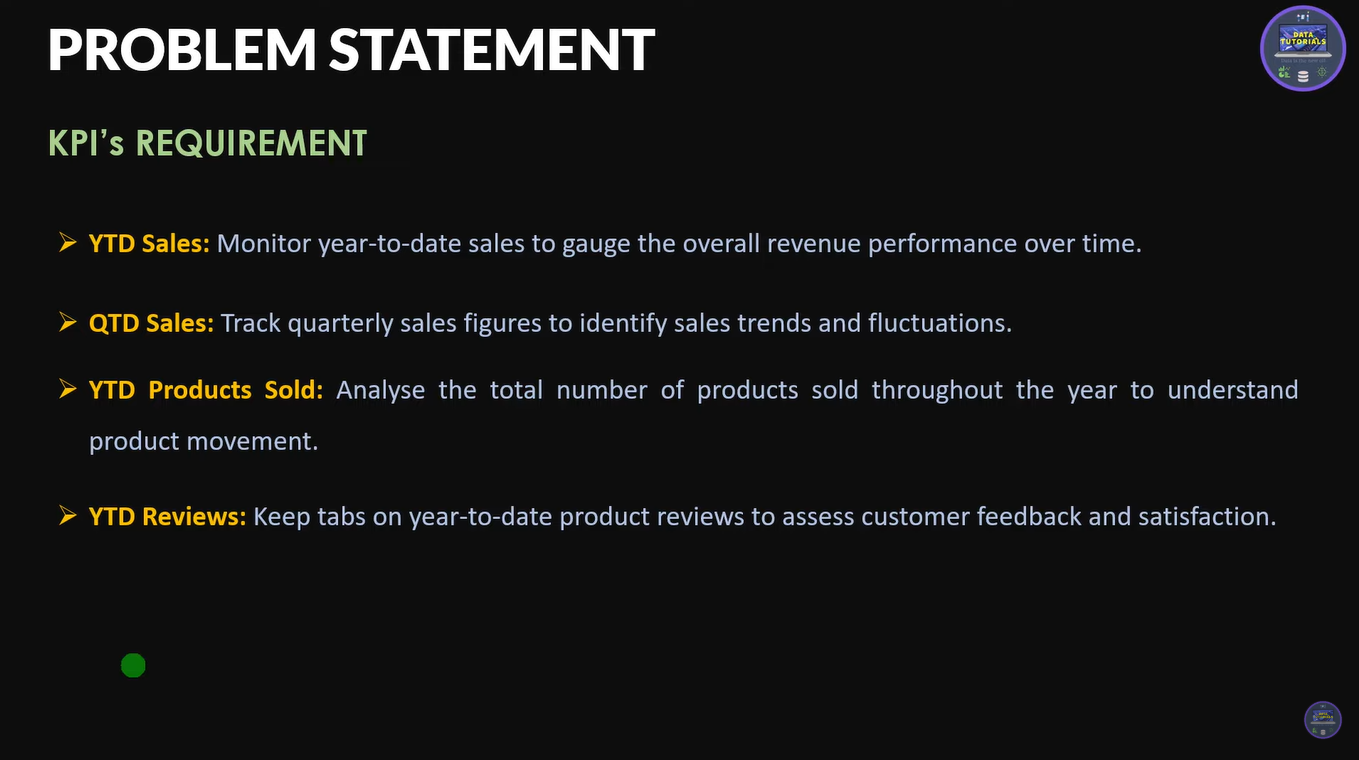 PROBLEM STATEMENT
DATA
TUTORIALS
KPI’s REQUIREMENT
➢ YTD Sales: Monitor year-to-date sales to gauge the overall revenue performance over time.
➢ QTD Sales: Track quarterly sales figures to identify sales trends and fluctuations.
➢ YTD Products Sold: Analyse the total number of products sold throughout the year to understand
product movement.
➢ YTD Reviews: Keep tabs on year-to-date product reviews to assess customer feedback and satisfaction.